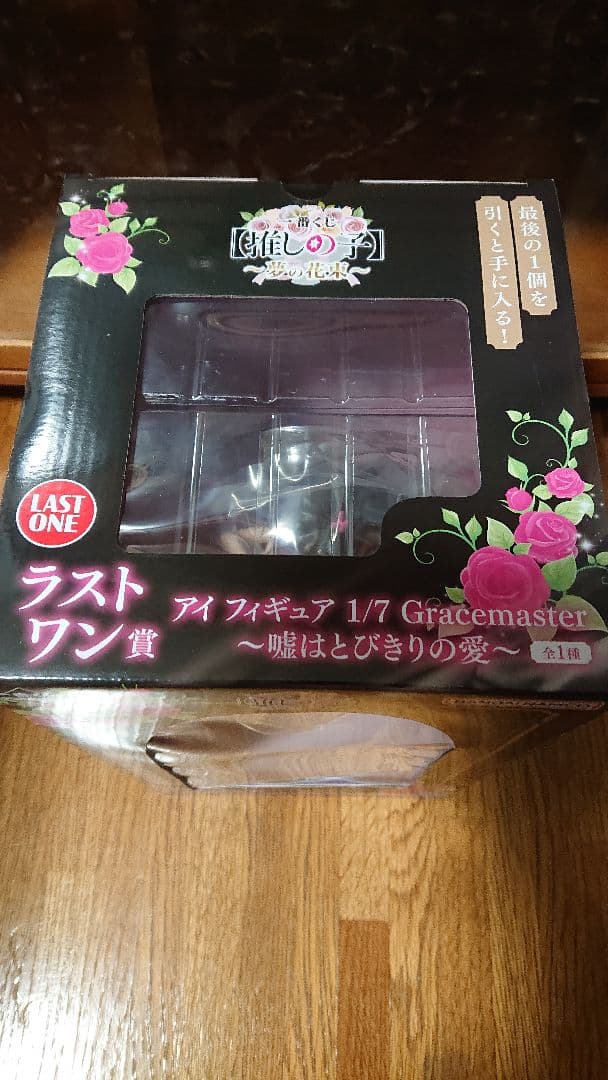 一番くじ
【推しの子】
～夢の花束～
最後の1個を
引くと手に入る！
LAST
ONE
ラスト
ワン賞
アイ フィギュア 1/7 Gracemaster
～嘘はとびきりの愛～
全1種